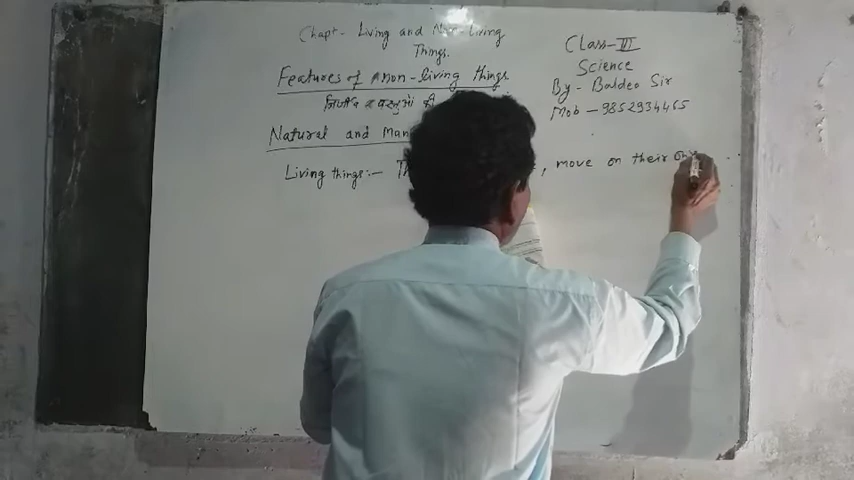 Chapt- Living and Non-Living
Things.
Features of non-living things
निर्जीव वस्तुओं की
Natural and Man
Living things:- Th , move on their own
Class-VI
Science
By- Baldeo Sir
Mob - 9852934465